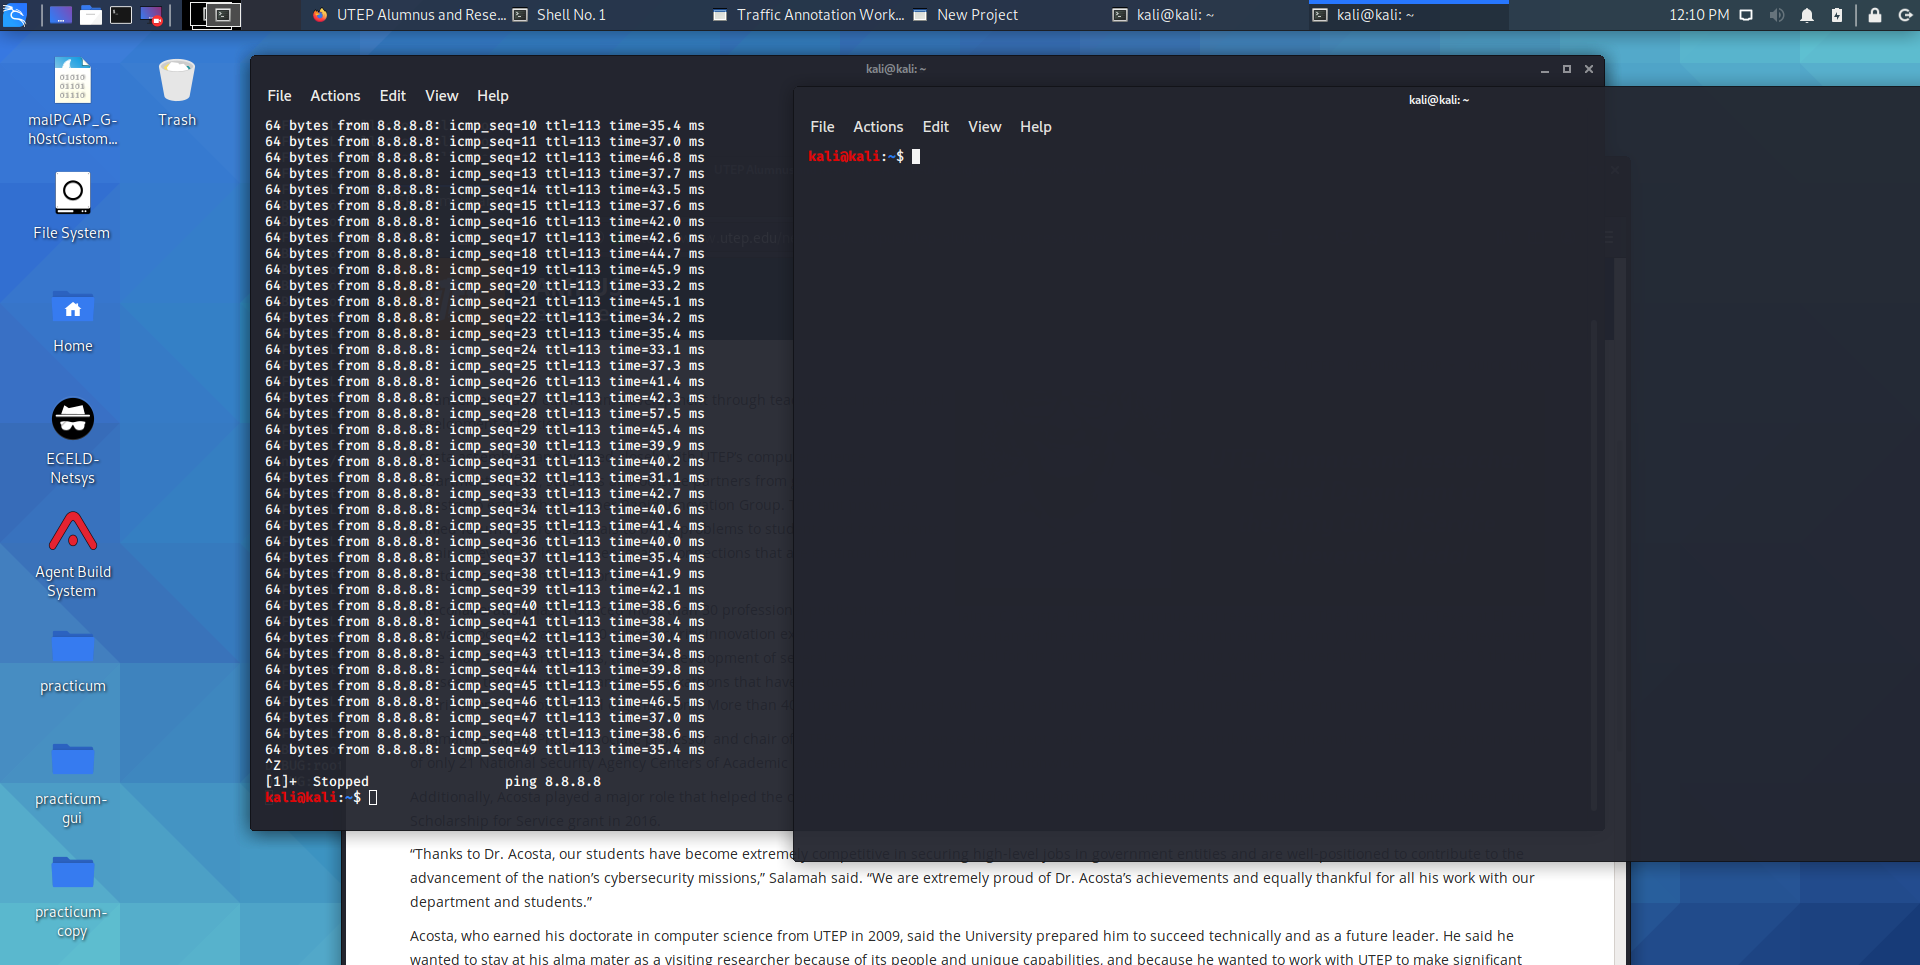 UTEP Alumnus and Rese...
Shell No. 1
Traffic Annotation Work...
New Project
kali@kali: ~
kali@kali: ~
12:10 PM
malPCAP_G-
h0stCustom...
Trash
File System
Home
ECELD-
Netsys
Agent Build
System
practicum
practicum-
gui
practicum-
copy
kali@kali: ~
File Actions Edit View Help
64 bytes from 8.8.8.8: icmp_seq=10 ttl=113 time=35.4 ms
64 bytes from 8.8.8.8: icmp_seq=11 ttl=113 time=37.0 ms
64 bytes from 8.8.8.8: icmp_seq=12 ttl=113 time=46.8 ms
64 bytes from 8.8.8.8: icmp_seq=13 ttl=113 time=37.7 ms
64 bytes from 8.8.8.8: icmp_seq=14 ttl=113 time=43.5 ms
64 bytes from 8.8.8.8: icmp_seq=15 ttl=113 time=37.6 ms
64 bytes from 8.8.8.8: icmp_seq=16 ttl=113 time=42.0 ms
64 bytes from 8.8.8.8: icmp_seq=17 ttl=113 time=42.6 ms
64 bytes from 8.8.8.8: icmp_seq=18 ttl=113 time=44.7 ms
64 bytes from 8.8.8.8: icmp_seq=19 ttl=113 time=45.9 ms
64 bytes from 8.8.8.8: icmp_seq=20 ttl=113 time=33.2 ms
64 bytes from 8.8.8.8: icmp_seq=21 ttl=113 time=45.1 ms
64 bytes from 8.8.8.8: icmp_seq=22 ttl=113 time=34.2 ms
64 bytes from 8.8.8.8: icmp_seq=23 ttl=113 time=35.4 ms
64 bytes from 8.8.8.8: icmp_seq=24 ttl=113 time=33.1 ms
64 bytes from 8.8.8.8: icmp_seq=25 ttl=113 time=37.3 ms
64 bytes from 8.8.8.8: icmp_seq=26 ttl=113 time=41.4 ms
64 bytes from 8.8.8.8: icmp_seq=27 ttl=113 time=42.3 ms
64 bytes from 8.8.8.8: icmp_seq=28 ttl=113 time=57.5 ms
64 bytes from 8.8.8.8: icmp_seq=29 ttl=113 time=45.4 ms
64 bytes from 8.8.8.8: icmp_seq=30 ttl=113 time=39.9 ms
64 bytes from 8.8.8.8: icmp_seq=31 ttl=113 time=40.2 ms
64 bytes from 8.8.8.8: icmp_seq=32 ttl=113 time=31.1 ms
64 bytes from 8.8.8.8: icmp_seq=33 ttl=113 time=42.7 ms
64 bytes from 8.8.8.8: icmp_seq=34 ttl=113 time=40.6 ms
64 bytes from 8.8.8.8: icmp_seq=35 ttl=113 time=41.4 ms
64 bytes from 8.8.8.8: icmp_seq=36 ttl=113 time=40.0 ms
64 bytes from 8.8.8.8: icmp_seq=37 ttl=113 time=35.4 ms
64 bytes from 8.8.8.8: icmp_seq=38 ttl=113 time=41.9 ms
64 bytes from 8.8.8.8: icmp_seq=39 ttl=113 time=42.1 ms
64 bytes from 8.8.8.8: icmp_seq=40 ttl=113 time=38.6 ms
64 bytes from 8.8.8.8: icmp_seq=41 ttl=113 time=38.4 ms
64 bytes from 8.8.8.8: icmp_seq=42 ttl=113 time=30.4 ms
64 bytes from 8.8.8.8: icmp_seq=43 ttl=113 time=34.8 ms
64 bytes from 8.8.8.8: icmp_seq=44 ttl=113 time=39.8 ms
64 bytes from 8.8.8.8: icmp_seq=45 ttl=113 time=55.6 ms
64 bytes from 8.8.8.8: icmp_seq=46 ttl=113 time=46.5 ms
64 bytes from 8.8.8.8: icmp_seq=47 ttl=113 time=37.0 ms
64 bytes from 8.8.8.8: icmp_seq=48 ttl=113 time=38.6 ms
64 bytes from 8.8.8.8: icmp_seq=49 ttl=113 time=35.4 ms
^Z
[1]+ Stopped ping 8.8.8.8
kali@kali:~$
kali@kali: ~
File Actions Edit View Help
kali@kali:~$
of only 21 National Security Agency Centers of Academic
Additionally, Acosta played a major role that helped the
Scholarship for Service grant in 2016.
“Thanks to Dr. Acosta, our students have become extremely competitive in securing high-level jobs in government entities and are well-positioned to contribute to the
advancement of the nation’s cybersecurity missions,” Salamah said. “We are extremely proud of Dr. Acosta’s achievements and equally thankful for all his work with our
department and students.”
Acosta, who earned his doctorate in computer science from UTEP in 2009, said the University prepared him to succeed technically and as a future leader. He said he
wanted to stay at his alma mater as a visiting researcher because of its people and unique capabilities, and because he wanted to work with UTEP to make significant